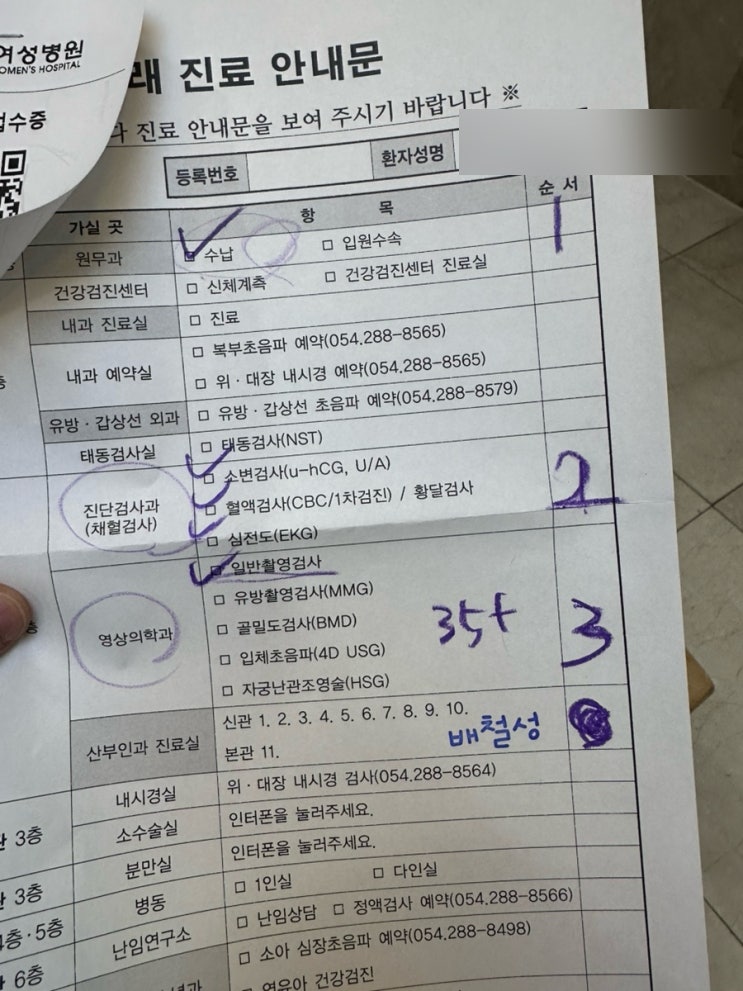 여성병원
OMEN'S HOSPITAL
접수증
래 진료 안내문
다 진료 안내문을 보여 주시기 바랍니다 ※
등록번호 환자성명
가실 곳 항 목 순 서
원무과 수납 □ 입원수속 1
건강검진센터 □ 신체계측 □ 건강검진센터 진료실
내과 진료실 □ 진료
내과 예약실 □ 복부초음파 예약(054.288-8565)
□ 위·대장 내시경 예약(054.288-8565)
유방·갑상선 외과 □ 유방·갑상선 초음파 예약(054.288-8579)
태동검사실 □ 태동검사(NST)
진단검사과 (채혈검사) □ 소변검사(u-hCG, U/A) 2
□ 혈액검사(CBC/1차검진) / 황달검사
□ 심전도(EKG)
영상의학과 □ 일반촬영검사 3
□ 유방촬영검사(MMG)
□ 골밀도검사(BMD) 35+
□ 입체초음파(4D USG)
□ 자궁난관조영술(HSG)
산부인과 진료실 신관 1. 2. 3. 4. 5. 6. 7. 8. 9. 10.
본관 11. 배철성
내시경실 위·대장 내시경 검사(054.288-8564)
관 3층 소수술실 인터폰을 눌러주세요.
분만실 인터폰을 눌러주세요.
관 3층 병동 □ 1인실 □ 다인실
4층·5층 난임연구소 □ 난임상담 □ 정액검사 예약(054.288-8566)
6층 □ 소아 심장초음파 예약(054.288-8498)
영유아 건강검진